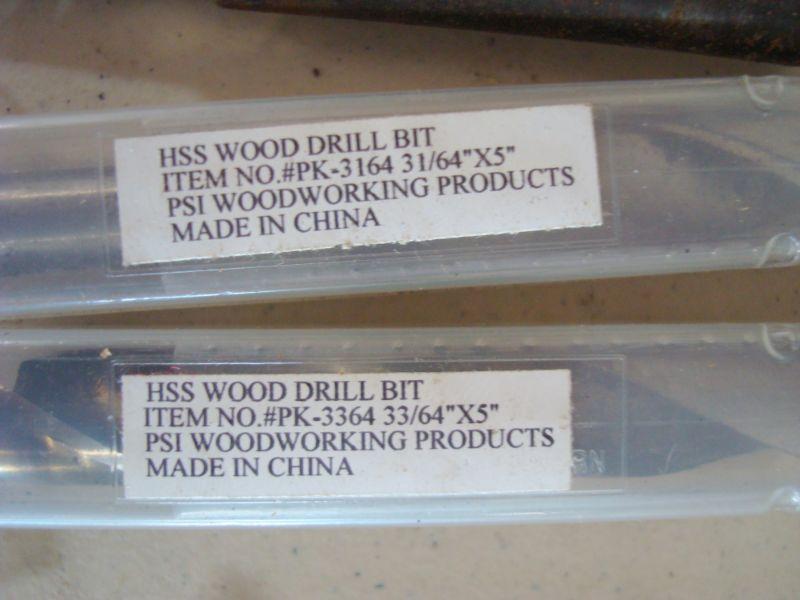 HSS WOOD DRILL BIT
ITEM NO.#PK-3164 31/64"X5"
PSI WOODWORKING PRODUCTS
MADE IN CHINA
HSS WOOD DRILL BIT
ITEM NO.#PK-3364 33/64"X5"
PSI WOODWORKING PRODUCTS
MADE IN CHINA